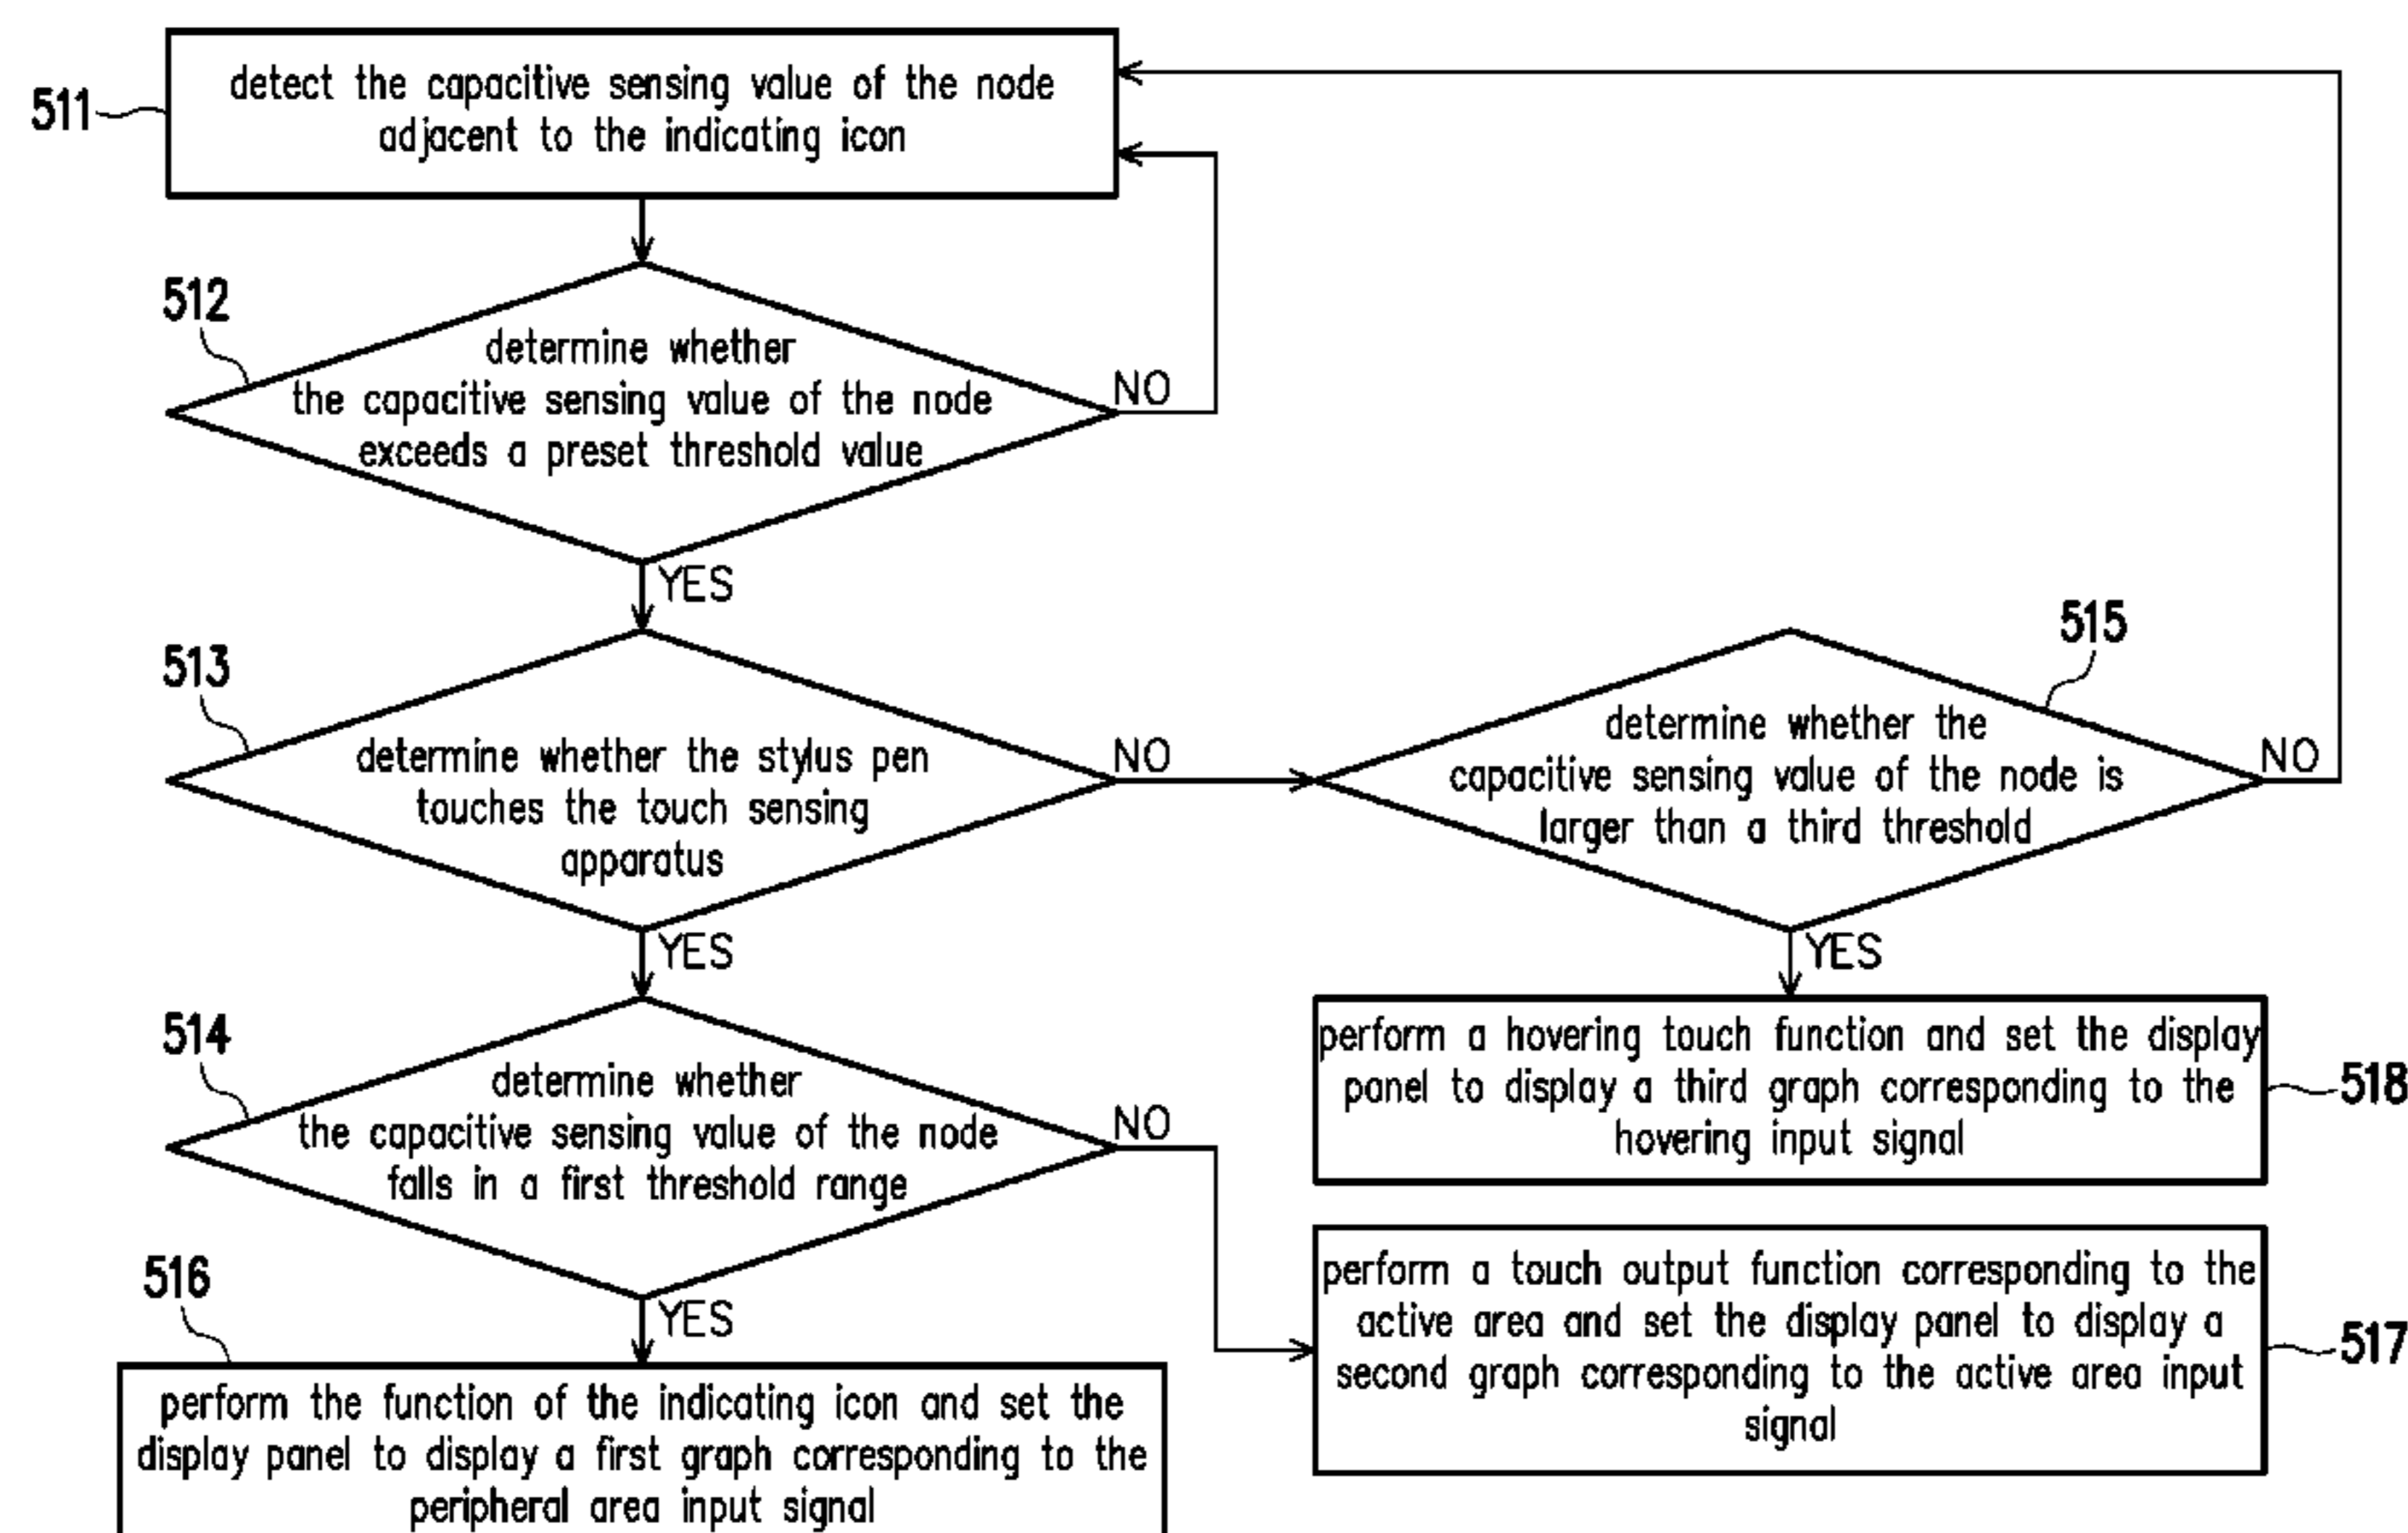 511
detect the capacitive sensing value of the node
adjacent to the indicating icon
512
determine whether
the capacitive sensing value of the node
exceeds a preset threshold value
NO
YES
513
determine whether the stylus pen
touches the touch sensing
apparatus
NO
YES
515
determine whether the
capacitive sensing value of the node is
larger than a third threshold
NO
YES
514
determine whether
the capacitive sensing value of the node
falls in a first threshold range
NO
YES
perform a hovering touch function and set the display
panel to display a third graph corresponding to the
hovering input signal
518
516
perform the function of the indicating icon and set the
display panel to display a first graph corresponding to the
peripheral area input signal
perform a touch output function corresponding to the
active area and set the display panel to display a
second graph corresponding to the active area input
signal
517